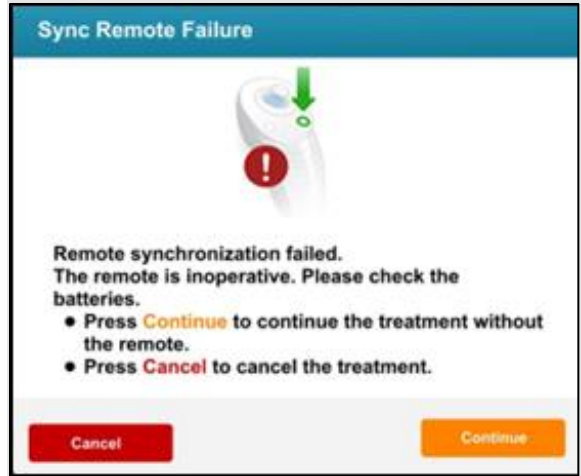 Sync Remote Failure
!
Remote synchronization failed.
The remote is inoperative. Please check the
batteries.
● Press Continue to continue the treatment without
the remote.
● Press Cancel to cancel the treatment.
Cancel
Continue